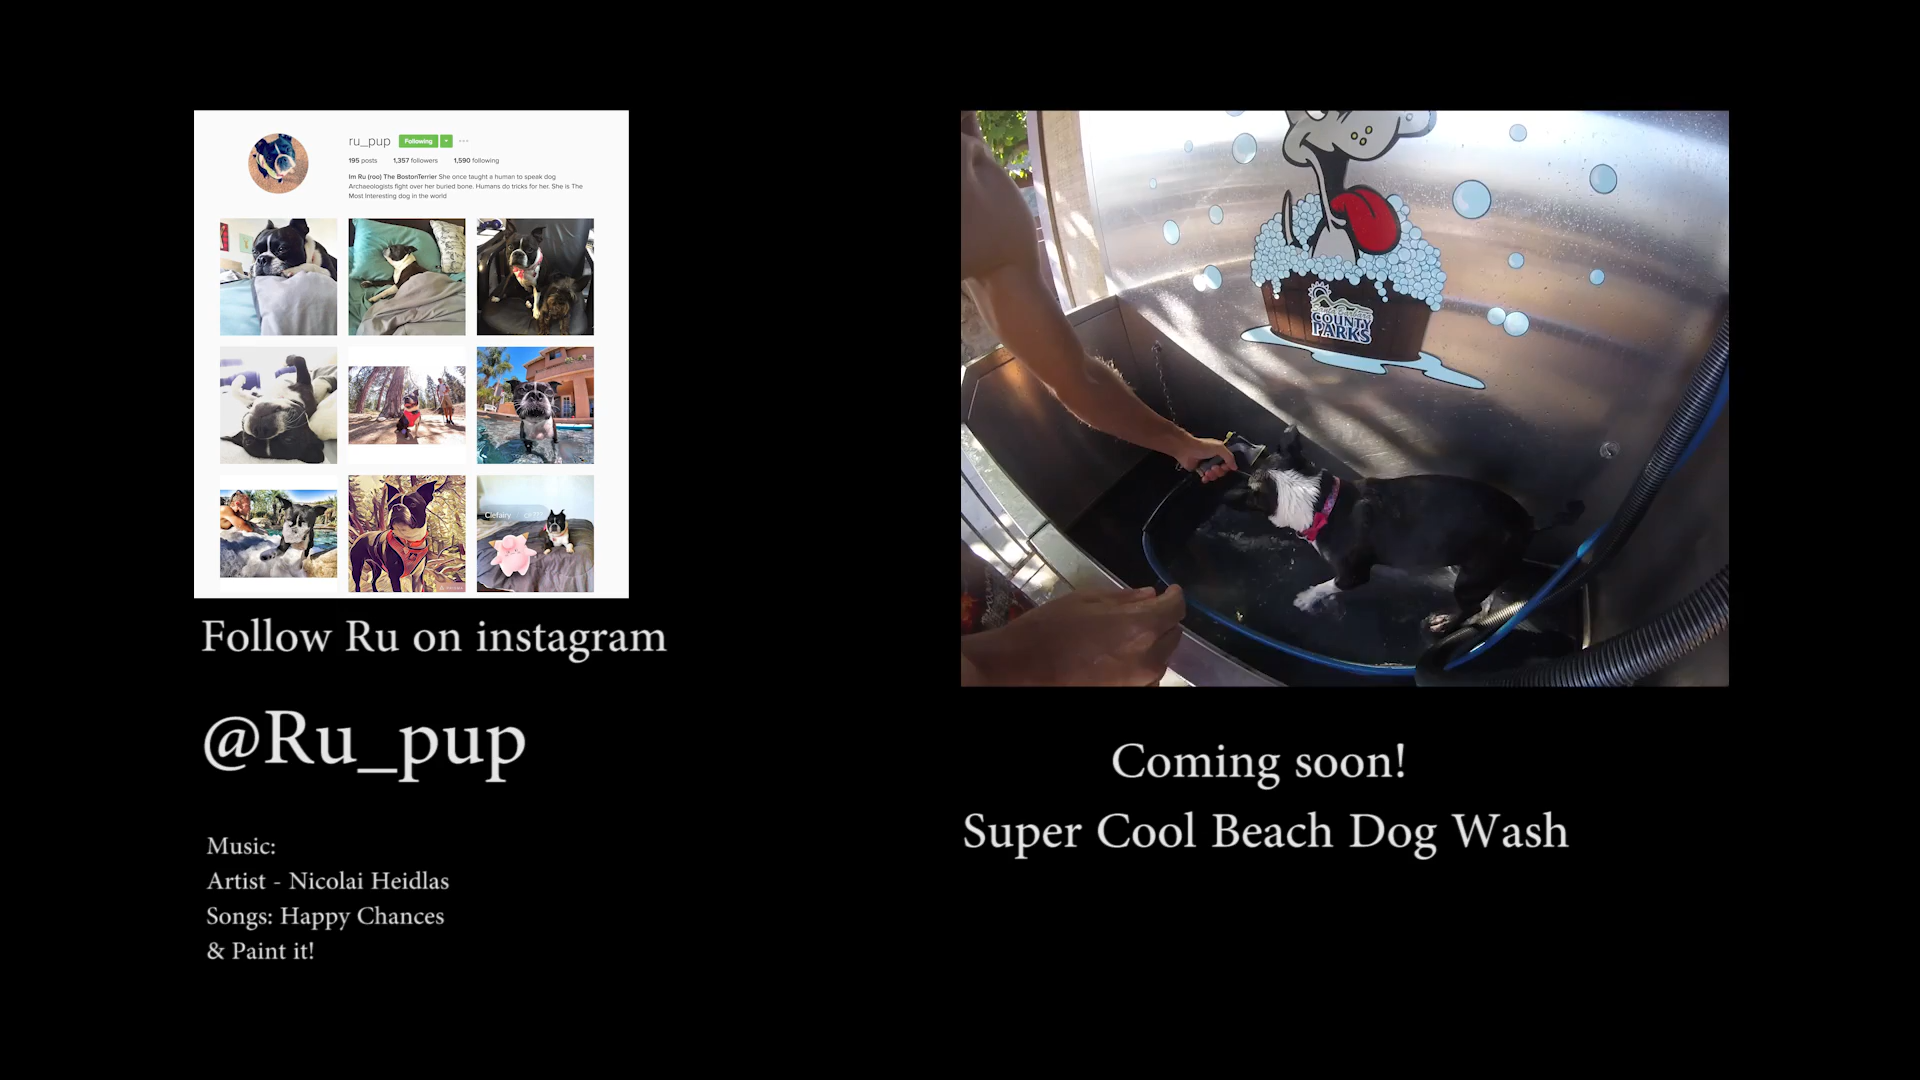 ru_pup Following
195 posts 1,357 followers 1,590 following
Im Ru (roo) The BostonTerrier She once taught a human to speak dog
Archaeologists fight over her buried bone. Humans do tricks for her. She is The
Most Interesting dog in the world
Clefairy
Follow Ru on instagram
@Ru_pup
Music:
Artist - Nicolai Heidlas
Songs: Happy Chances
& Paint it!
Santa Barbara
COUNTY
PARKS
Coming soon!
Super Cool Beach Dog Wash